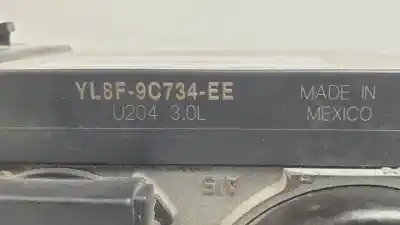 YL8F-9C734-EE
U204 3.0L
MADE IN
MEXICO